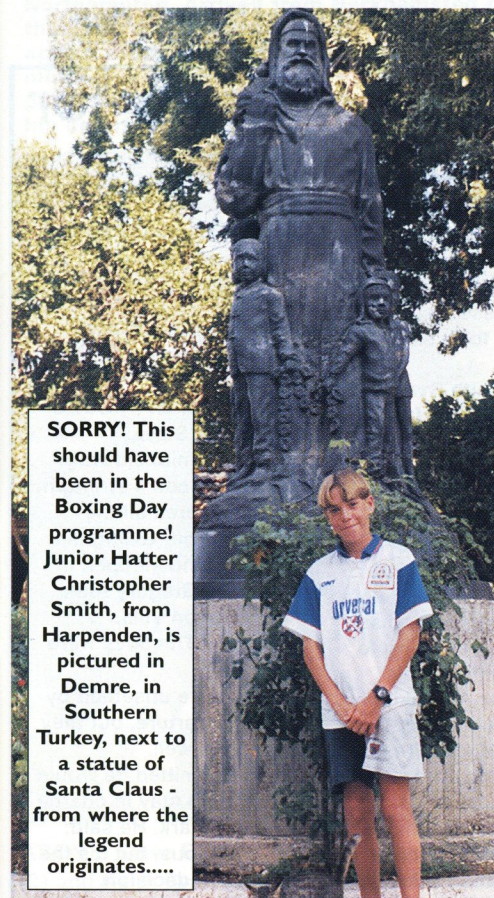 SORRY! This
should have
been in the
Boxing Day
programme!
Junior Hatter
Christopher
Smith, from
Harpenden, is
pictured in
Demre, in
Southern
Turkey, next to
a statue of
Santa Claus -
from where the
legend
originates.....
Universal